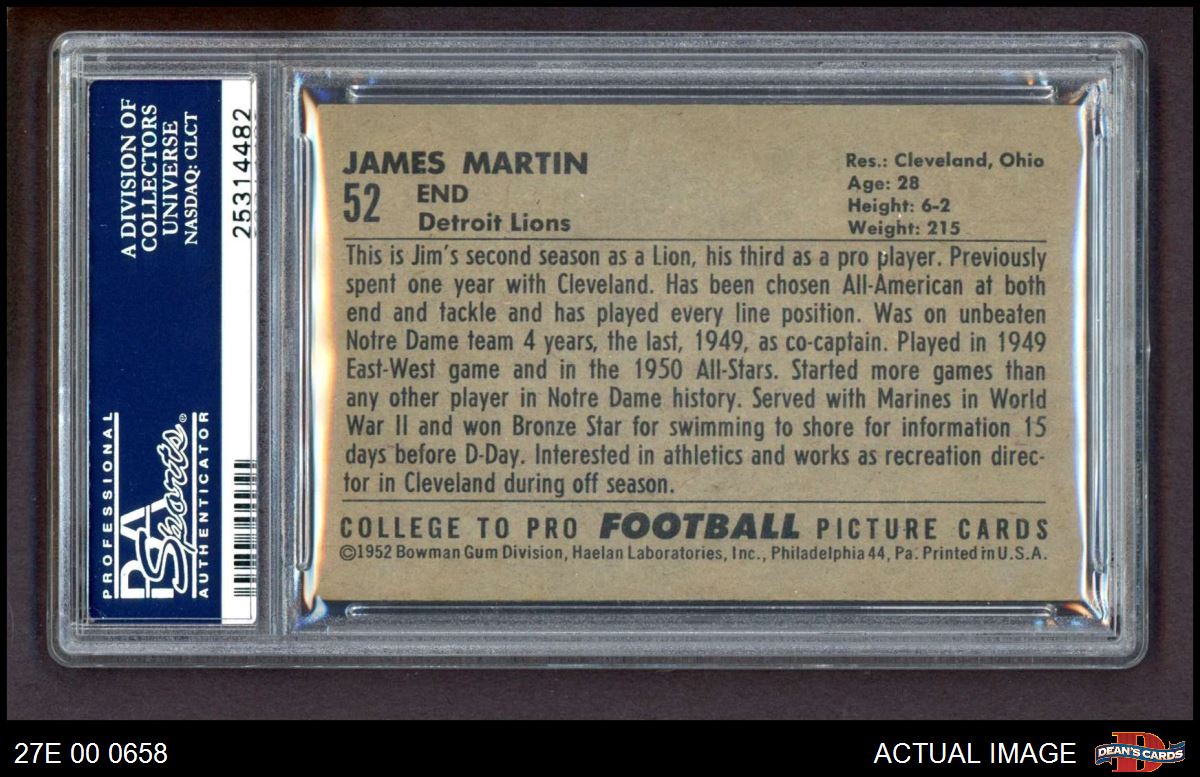 A DIVISION OF
COLLECTORS
UNIVERSE
NASDAQ: CLCT
PROFESSIONAL
PSA
Sports®
AUTHENTICATOR
25314482
JAMES MARTIN
52
END
Detroit Lions
Res.: Cleveland, Ohio
Age: 28
Height: 6-2
Weight: 215
This is Jim's second season as a Lion, his third as a pro player. Previously
spent one year with Cleveland. Has been chosen All-American at both
end and tackle and has played every line position. Was on unbeaten
Notre Dame team 4 years, the last, 1949, as co-captain. Played in 1949
East-West game and in the 1950 All-Stars. Started more games than
any other player in Notre Dame history. Served with Marines in World
War II and won Bronze Star for swimming to shore for information 15
days before D-Day. Interested in athletics and works as recreation direc-
tor in Cleveland during off season.
COLLEGE TO PRO FOOTBALL PICTURE CARDS
©1952 Bowman Gum Division, Haelan Laboratories, Inc., Philadelphia 44, Pa. Printed in U.S.A.
27E 00 0658
ACTUAL IMAGE
DEAN'S CARDS